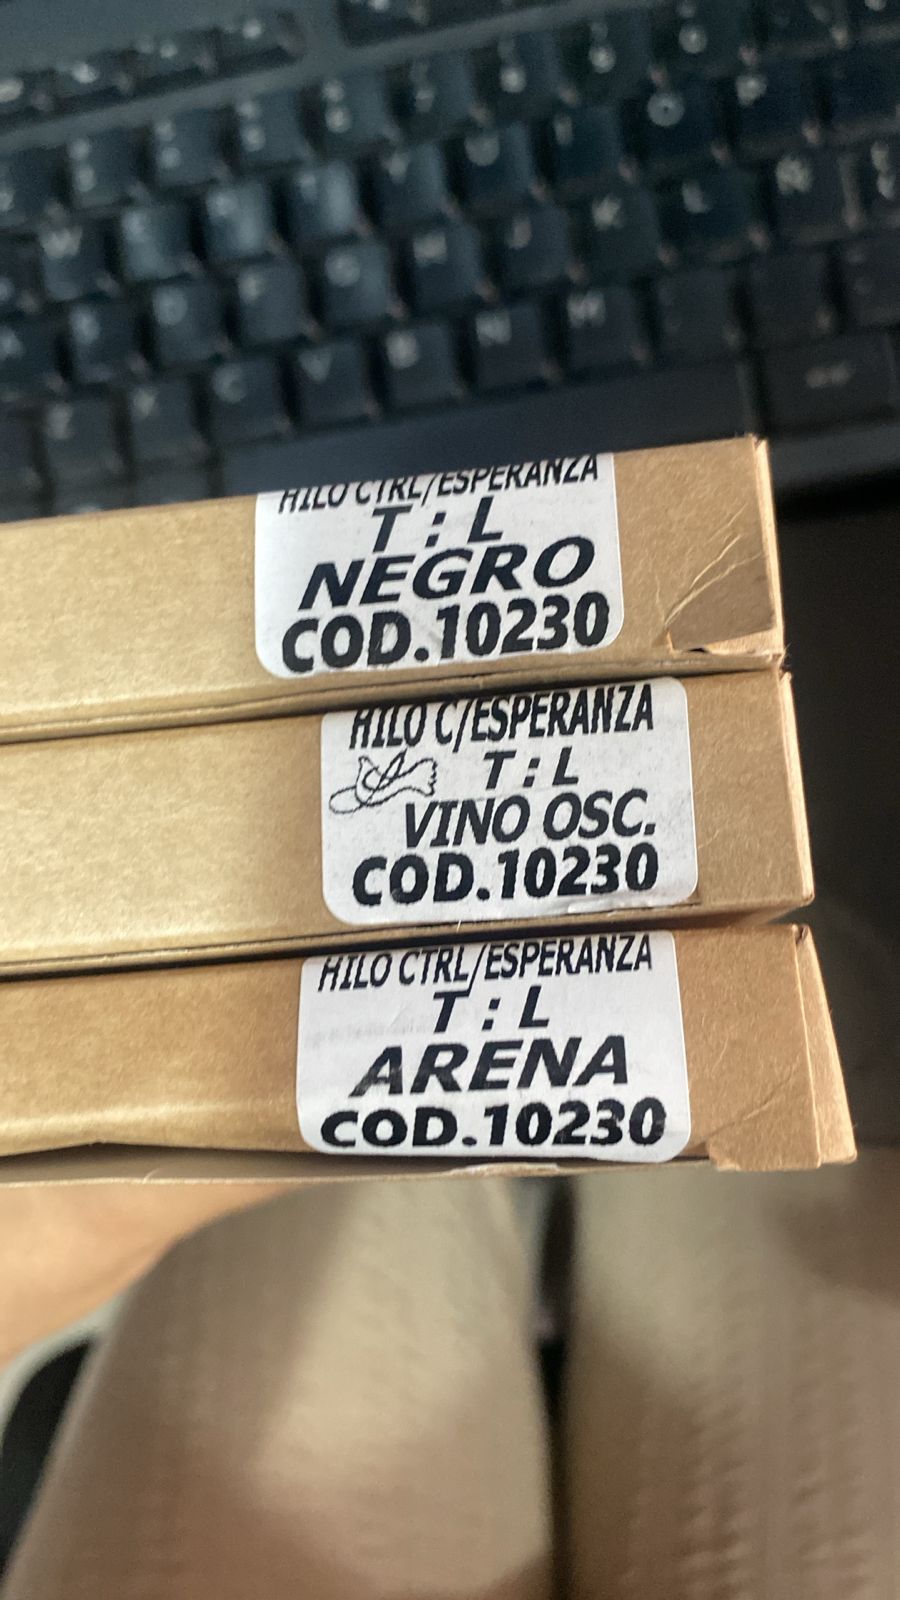 HILO CTRL/ESPERANZA
T : L
NEGRO
COD.10230
HILO C/ESPERANZA
T : L
VINO OSC.
COD.10230
HILO CTRL/ESPERANZA
T : L
ARENA
COD.10230